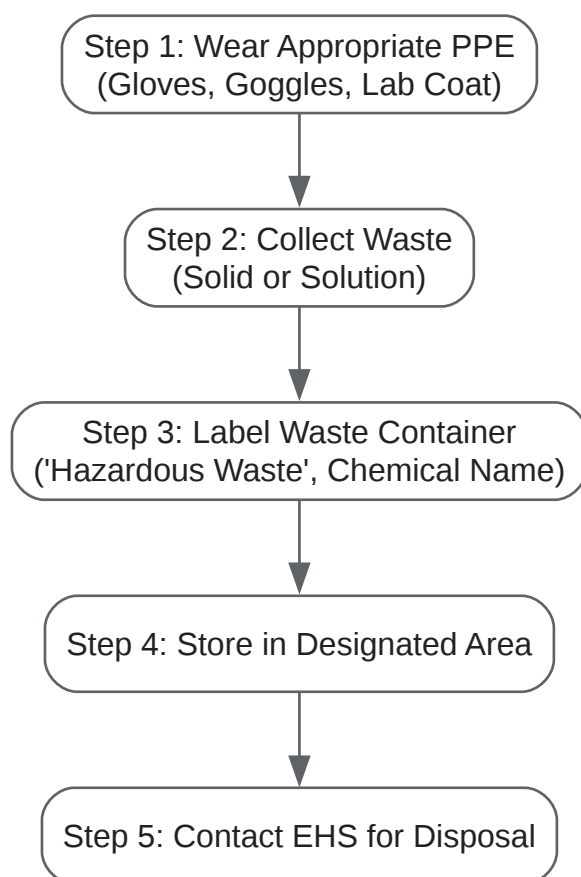 Step 1: Wear Appropriate PPE
(Gloves, Goggles, Lab Coat)
Step 2: Collect Waste
(Solid or Solution)
Step 3: Label Waste Container
('Hazardous Waste', Chemical Name)
Step 4: Store in Designated Area
Step 5: Contact EHS for Disposal